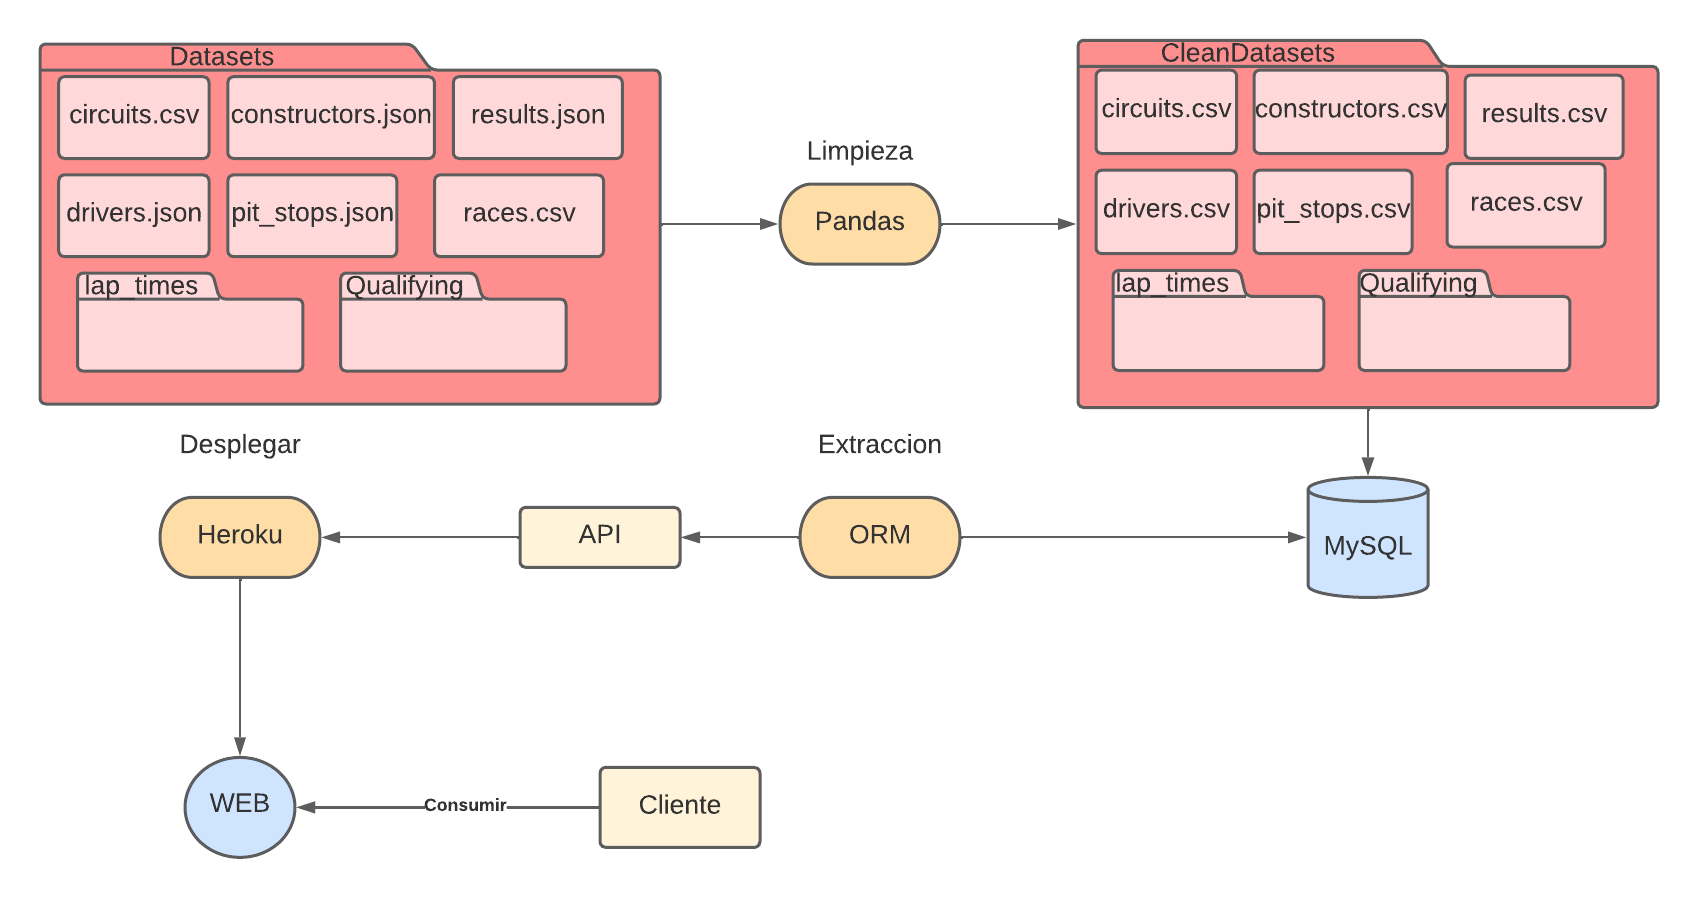 Datasets
circuits.csv
constructors.json
results.json
drivers.json
pit_stops.json
races.csv
lap_times
Qualifying
Limpieza
Pandas
CleanDatasets
circuits.csv
constructors.csv
results.csv
drivers.csv
pit_stops.csv
races.csv
lap_times
Qualifying
Desplegar
Extraccion
Heroku
API
ORM
MySQL
WEB
Consumir
Cliente